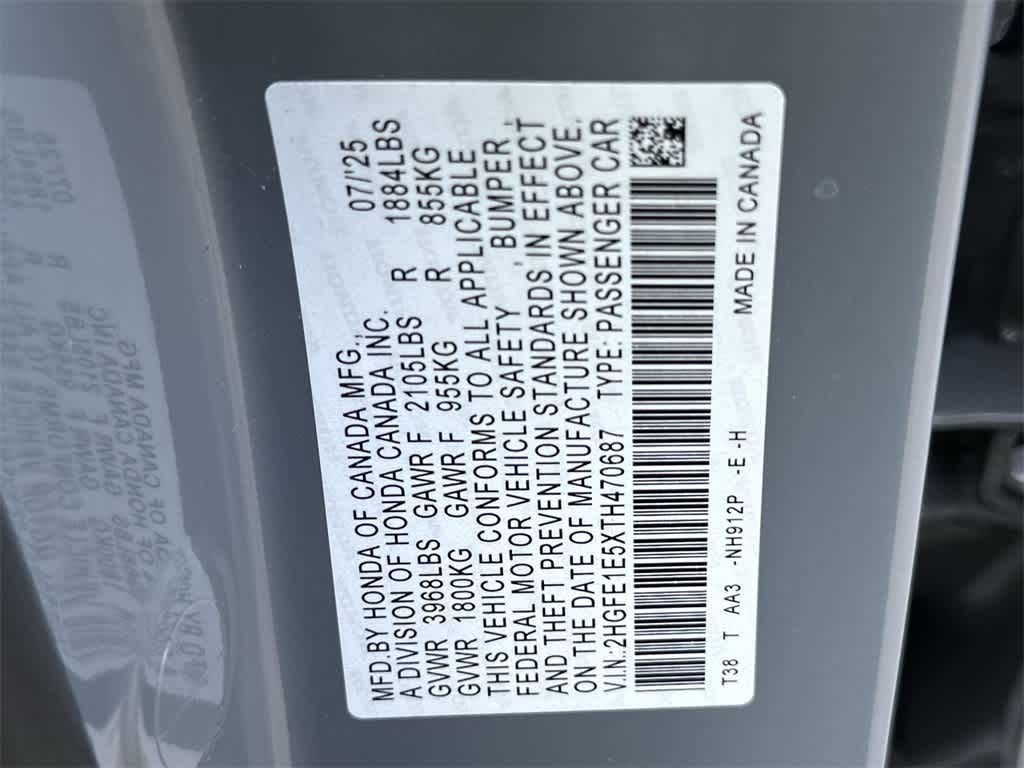 MFD.BY HONDA OF CANADA MFG., 07/'25
A DIVISION OF HONDA CANADA INC.
GVWR 3968LBS GAWR F 2105LBS R 1884LBS
GVWR 1800KG GAWR F 955KG R 855KG
THIS VEHICLE CONFORMS TO ALL APPLICABLE
FEDERAL MOTOR VEHICLE SAFETY, BUMPER,
AND THEFT PREVENTION STANDARDS IN EFFECT
ON THE DATE OF MANUFACTURE SHOWN ABOVE.
V.I.N.:2HGFE1E5XTH470687 TYPE: PASSENGER CAR
T38 T AA3 -NH912P -E -H MADE IN CANADA